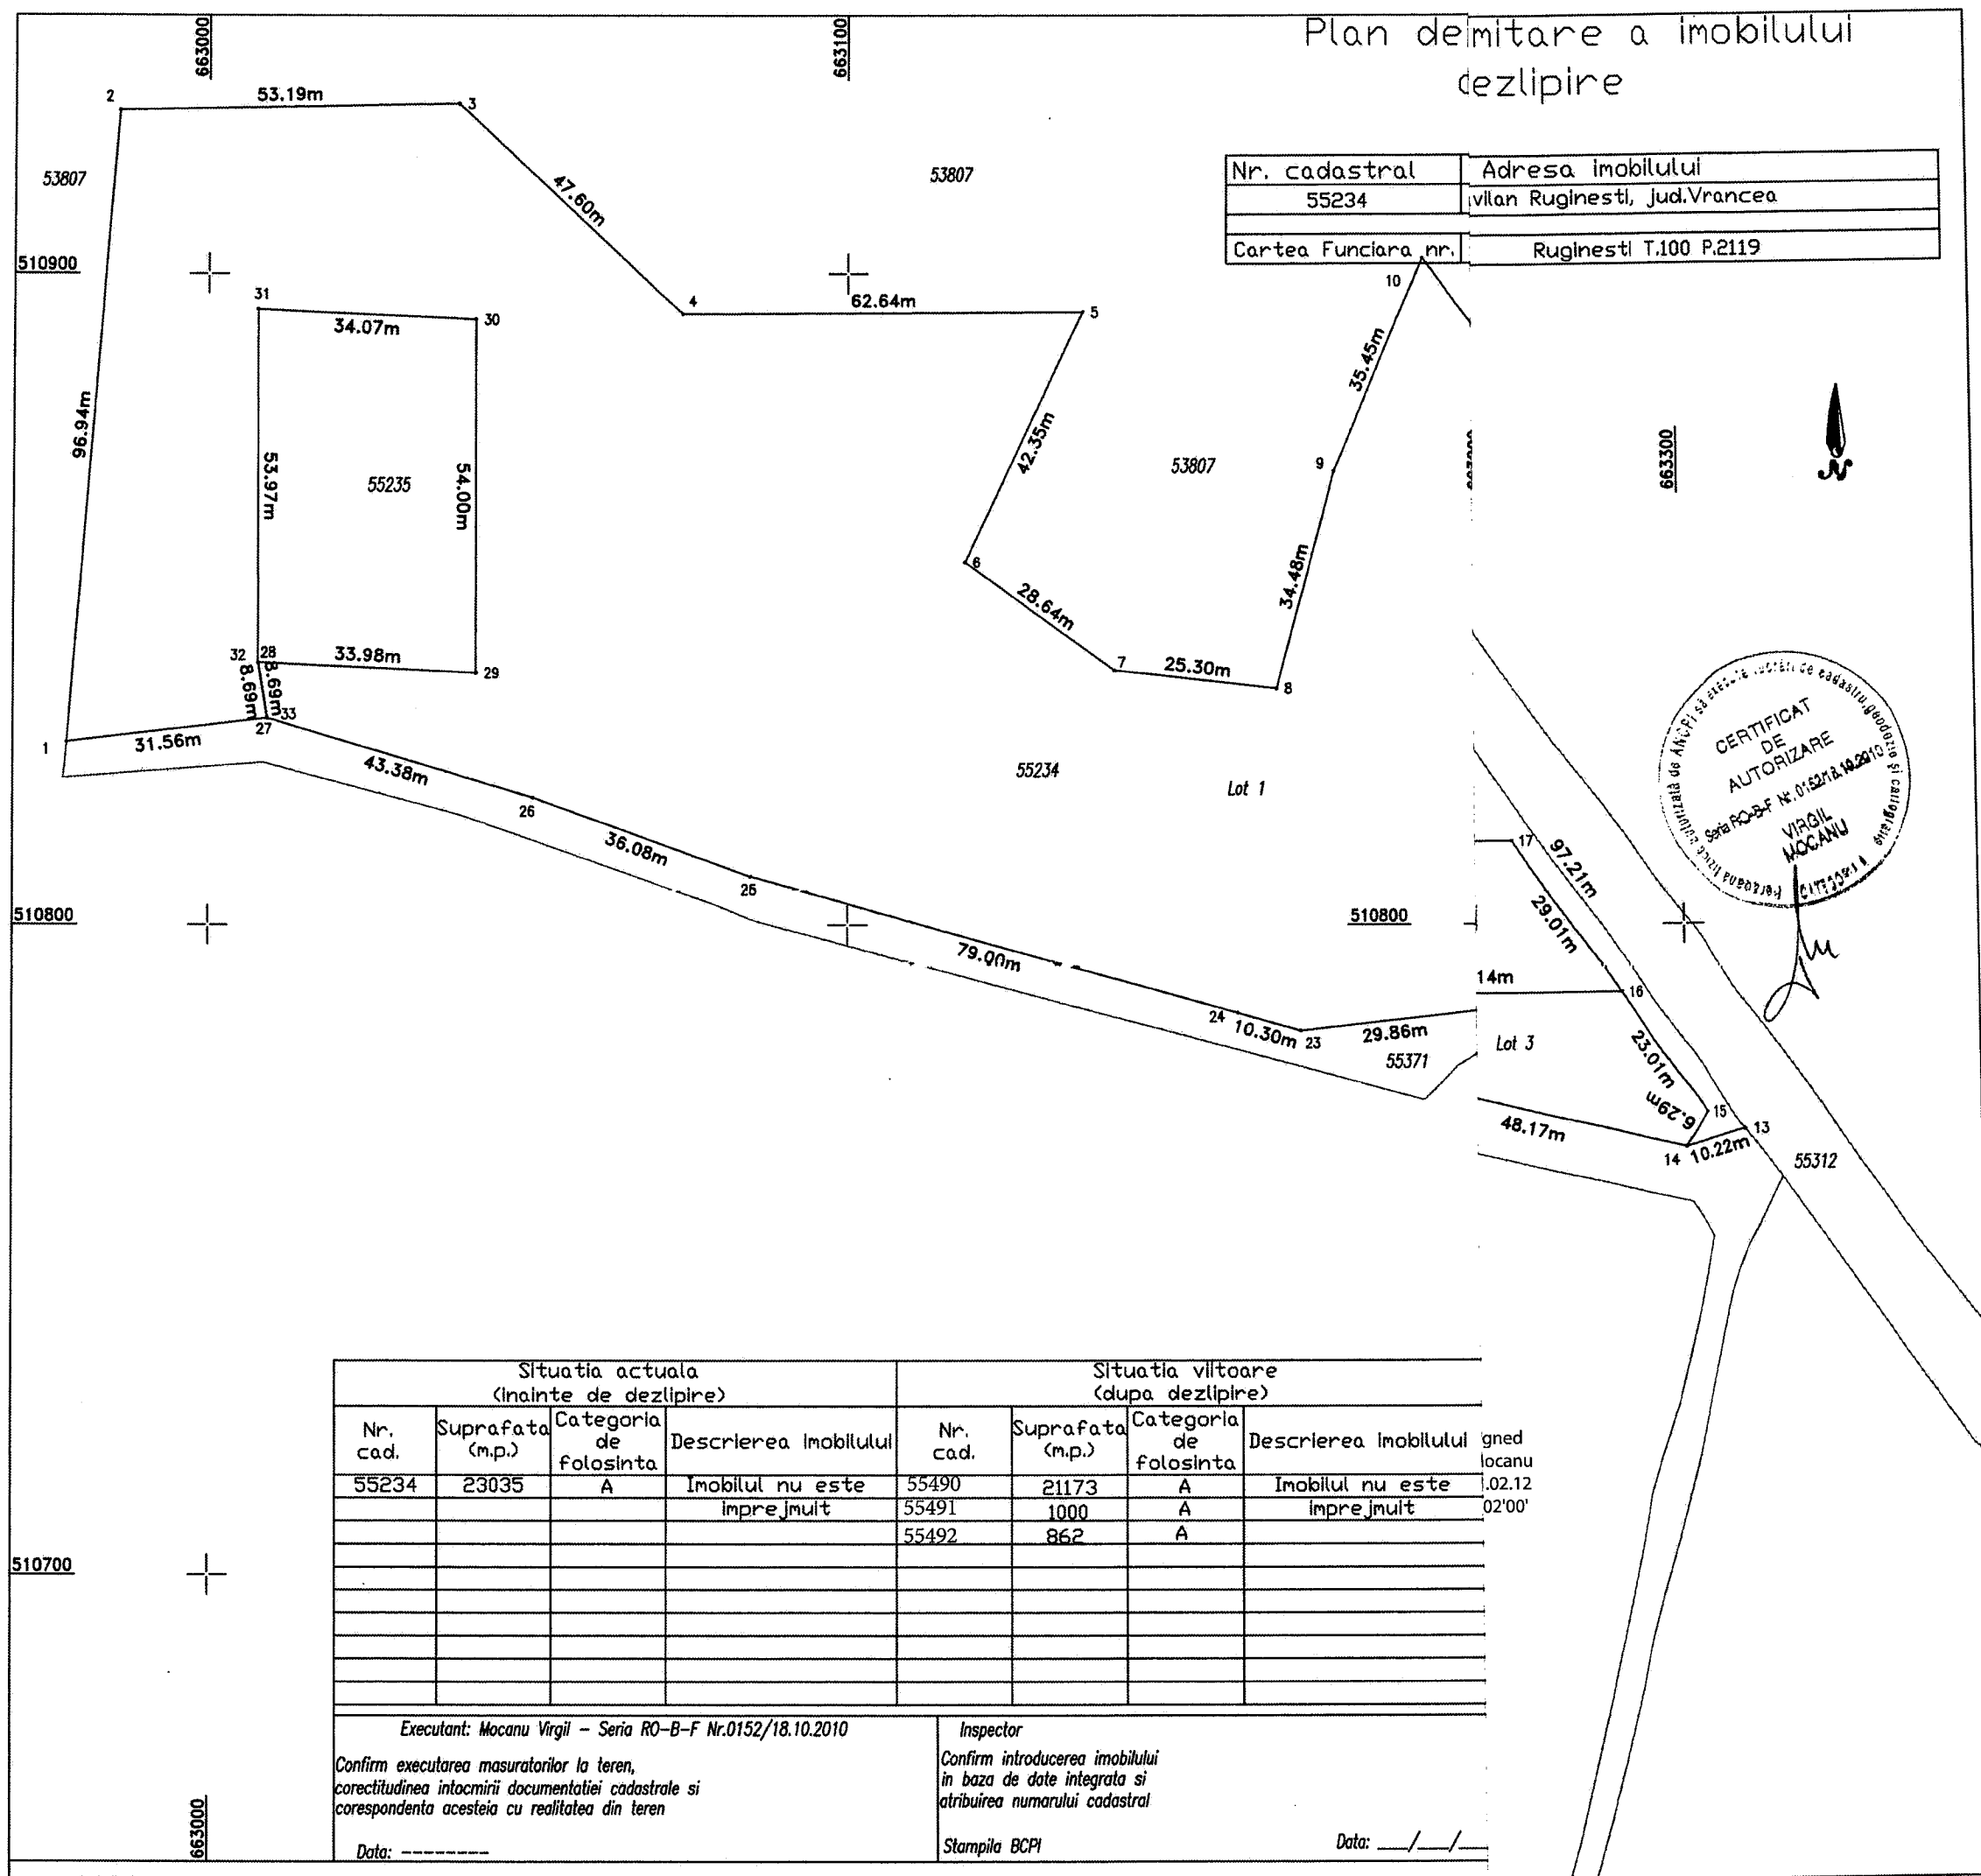 Plan de mitare a imobilului
dezlipire
663000
663100
Nr. cadastral
Adresa imobilului
55234
vilan Ruginesti, jud.Vrancea
Cartea Funciara nr.
Ruginesti T.100 P.2119
2
53.19m
3
53807
47.60m
53807
510900
31
34.07m
30
4
62.64m
5
10
35.45m
96.94m
53.97m
55235
54.00m
42.35m
53807
9
663300
N
6
28.64m
34.48m
32
28
33.98m
29
7
25.30m
8
8.69m
8.69m
1
31.56m
27
33
43.38m
26
55234
Lot 1
CERTIFICAT
DE
AUTORIZARE
VIRGIL
MOCANU
36.08m
25
17
97.21m
29.01m
510800
510800
79.00m
14m
16
24
10.30m
23
29.86m
55371
Lot 3
23.01m
6.29m
15
48.17m
14
10.22m
13
55312
Situatia actuala
(inainte de dezlipire)
Situatia viitoare
(dupa dezlipire)
Nr. cad.
Suprafata (m.p.)
Categoria de folosinta
Descrierea imobilului
Nr. cad.
Suprafata (m.p.)
Categoria de folosinta
Descrierea imobilului
gned
locanu
55234 23035 A Imobilul nu este 55490 21173 A Imobilul nu este
.02.12
imprejmuit 55491 1000 A imprejmuit
02'00'
55492 862 A
510700
Executant: Mocanu Virgil – Seria RO–B–F Nr.0152/18.10.2010
Confirm executarea masuratorilor la teren,
corectitudinea intocmirii documentatiei cadastrale si
corespondenta acesteia cu realitatea din teren
Data: --------
Inspector
Confirm introducerea imobilului
in baza de date integrata si
atribuirea numarului cadastral
Stampila BCPI
Data: __/__/__
663000